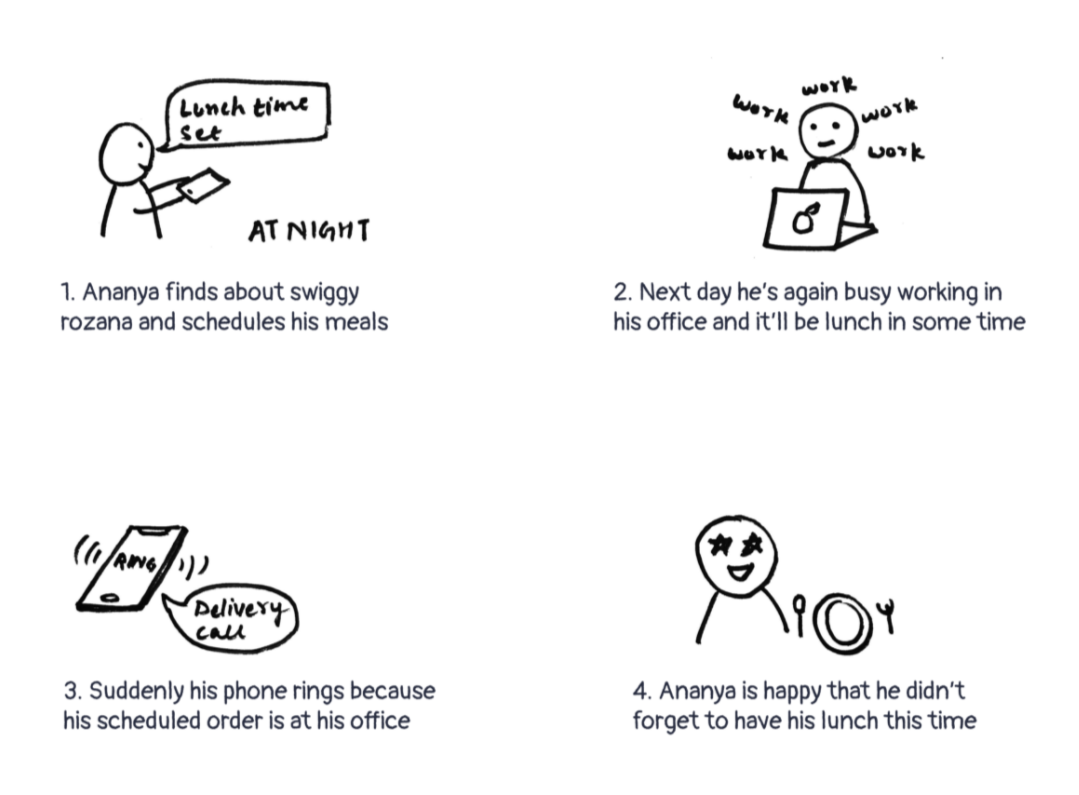 Lunch time
set
AT NIGHT
1. Ananya finds about swiggy
rozana and schedules his meals
work
work
work
work
work
2. Next day he's again busy working in
his office and it'll be lunch in some time
RING
Delivery
call
3. Suddenly his phone rings because
his scheduled order is at his office
4. Ananya is happy that he didn't
forget to have his lunch this time